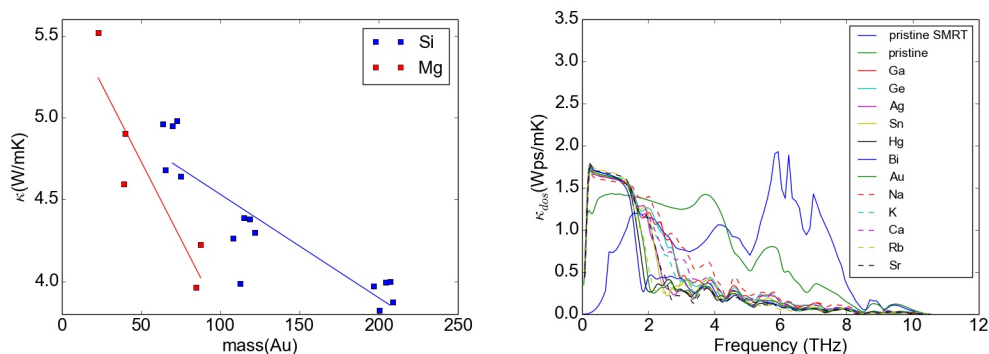 5.5
5.0
4.5
4.0
κ(W/mK)
0
50
100
150
200
250
mass(Au)
Si
Mg
3.5
3.0
2.5
2.0
1.5
1.0
0.5
0.0
κdos(Wps/mK)
0
2
4
6
8
10
12
Frequency (THz)
pristine SMRT
pristine
Ga
Ge
Ag
Sn
Hg
Bi
Au
Na
K
Ca
Rb
Sr